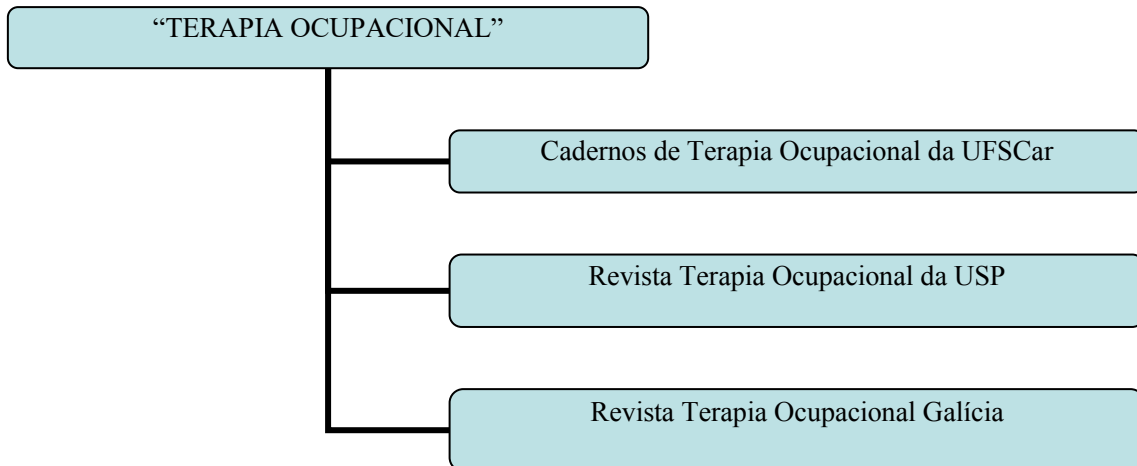 “TERAPIA OCUPACIONAL”
Cadernos de Terapia Ocupacional da UFSCar
Revista Terapia Ocupacional da USP
Revista Terapia Ocupacional Galícia